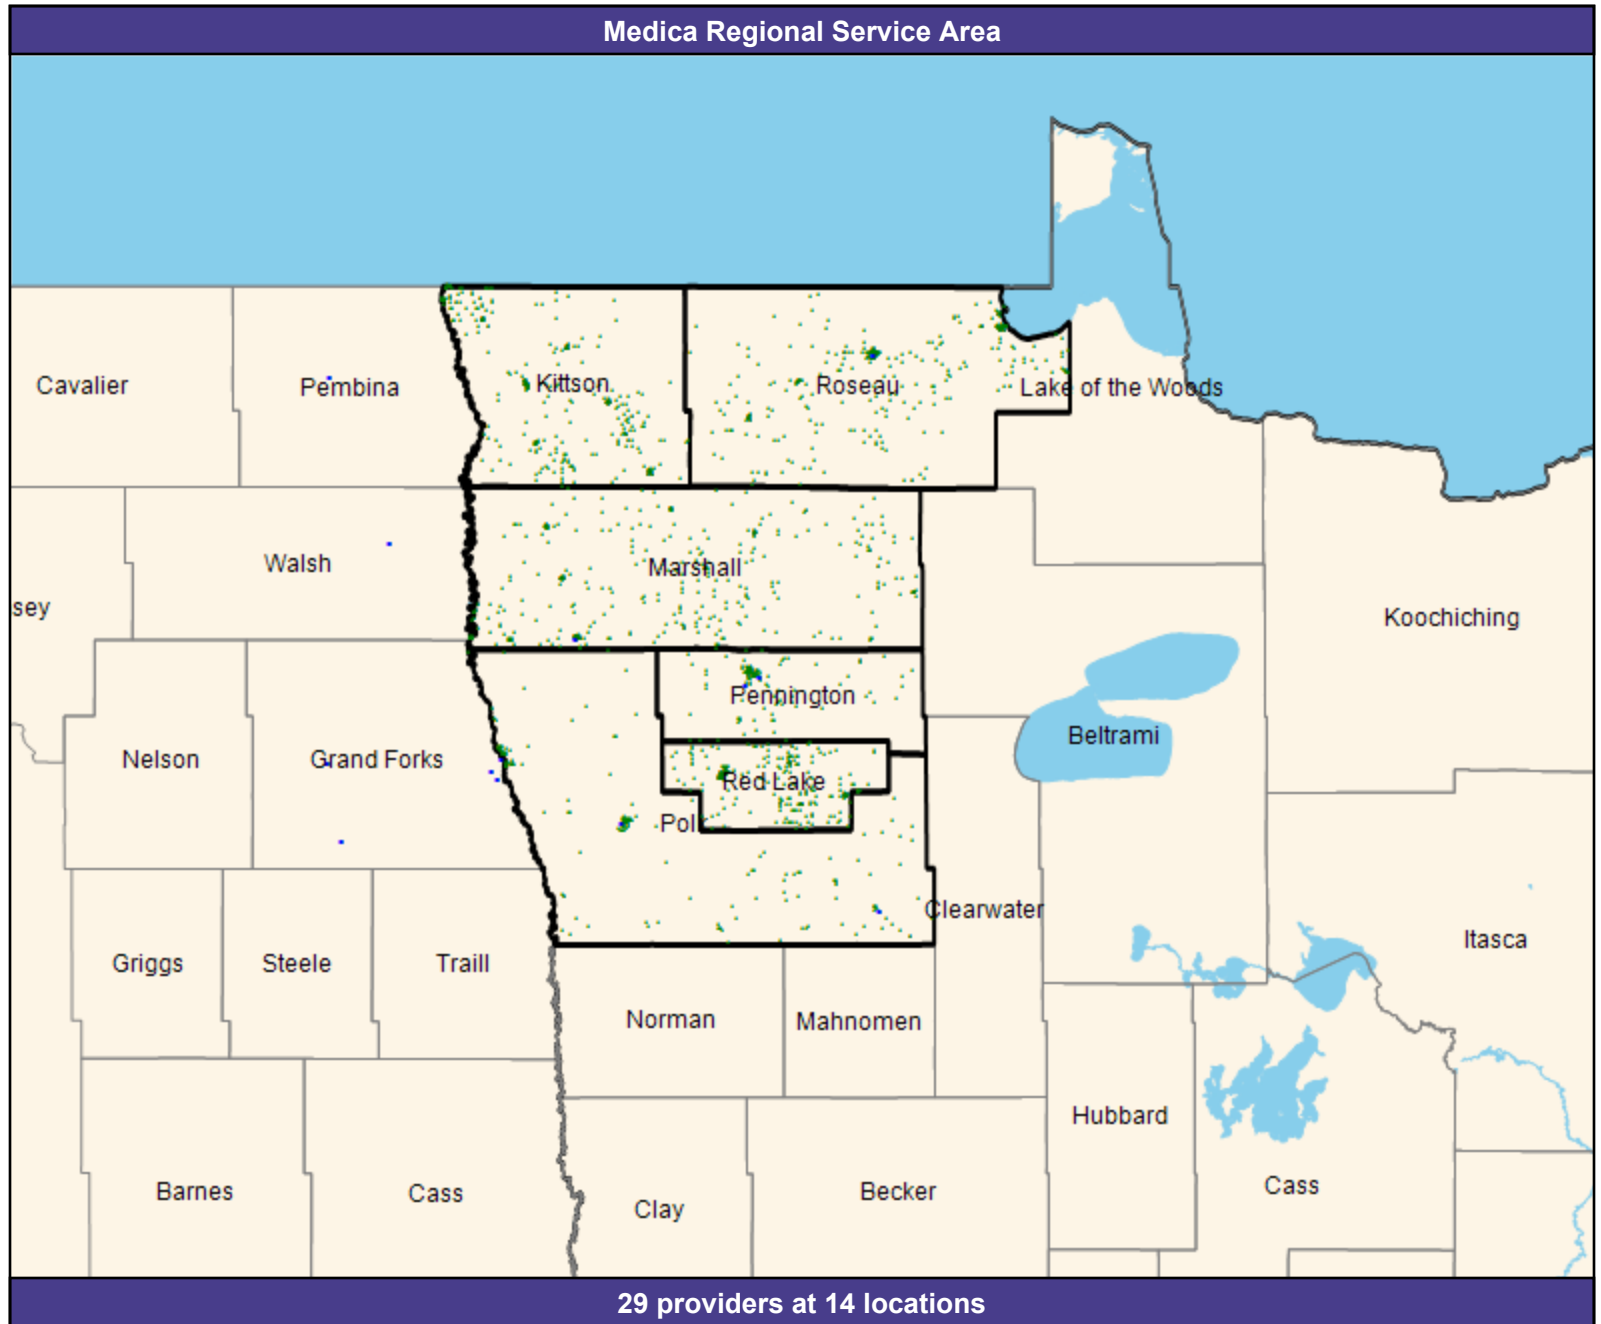 Medica Regional Service Area
Cavalier
Pembina
Kittson
Roseau
Lake of the Woods
Walsh
Marshall
sey
Koochiching
Pennington
Beltrami
Nelson
Grand Forks
Red Lake
Pol
Clearwater
Itasca
Griggs
Steele
Traill
Norman
Mahnomen
Hubbard
Barnes
Cass
Clay
Becker
Cass
29 providers at 14 locations